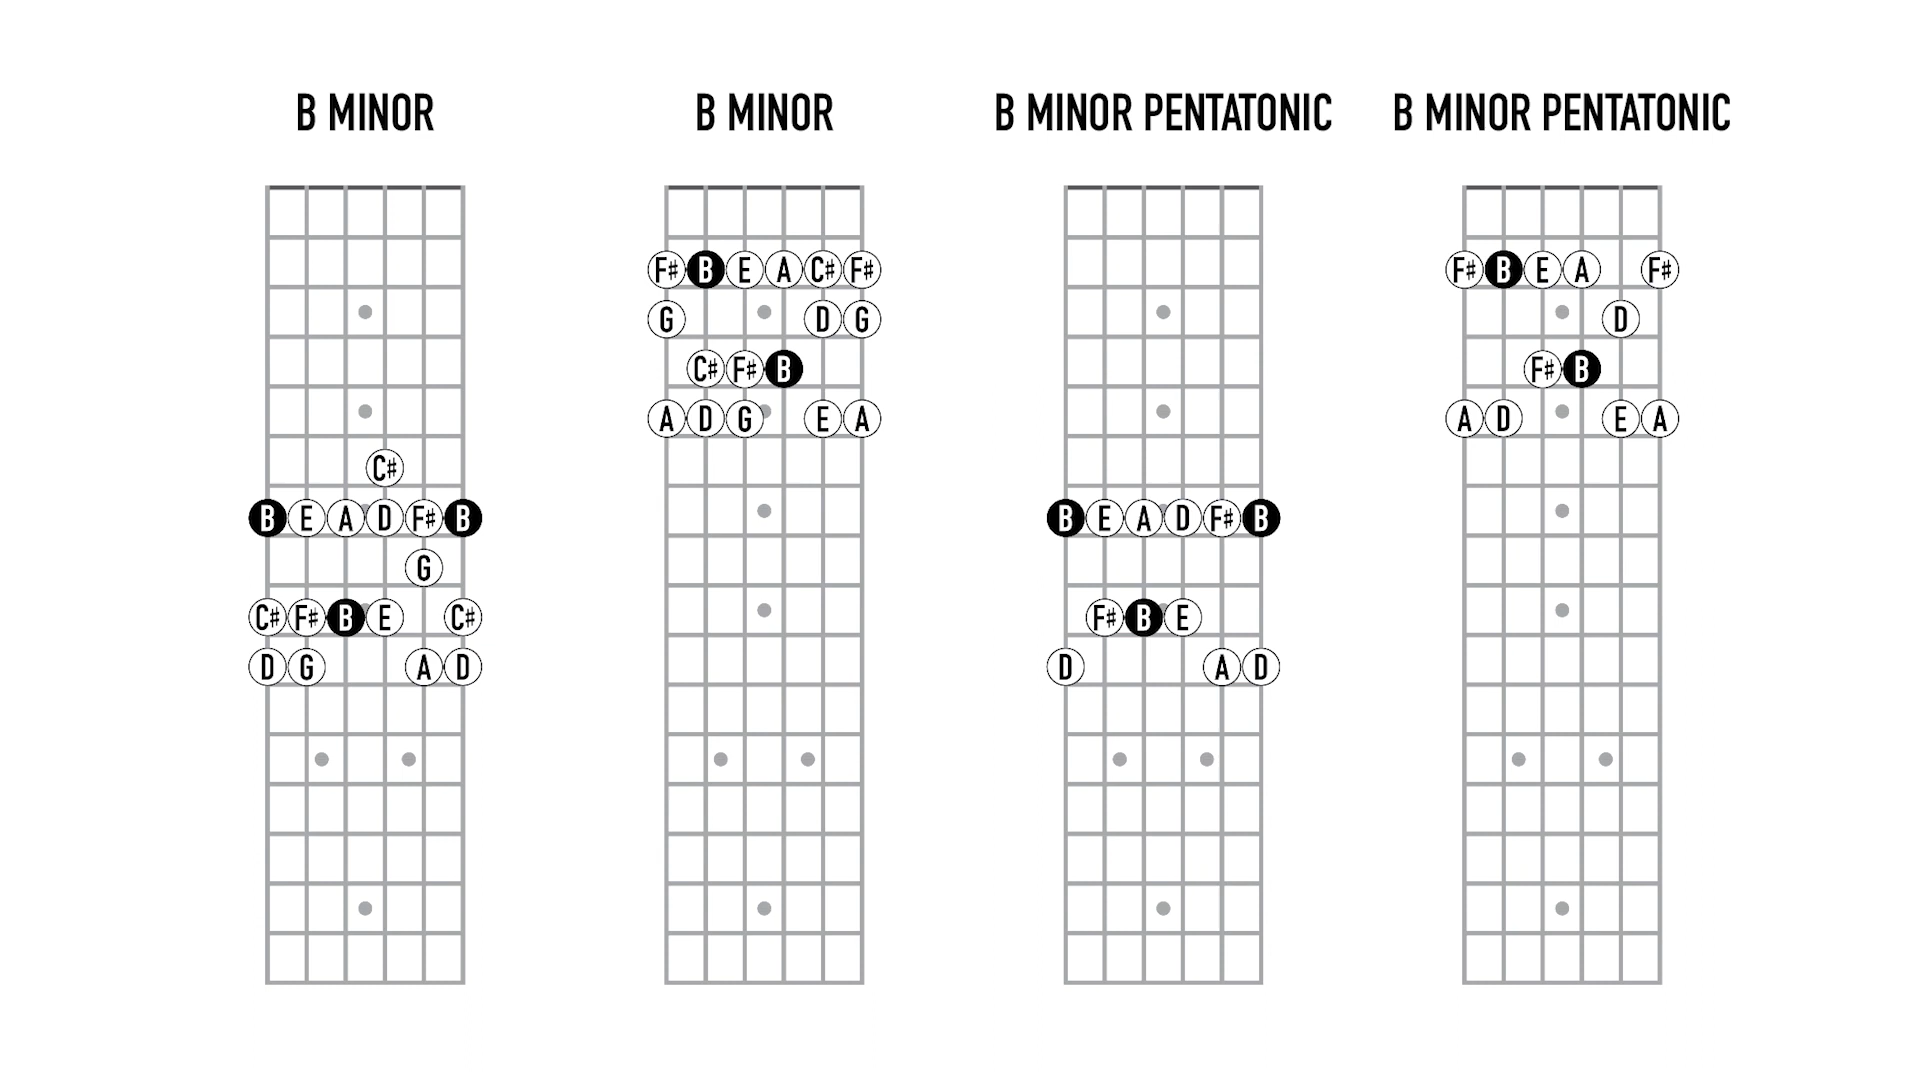 B MINOR
B MINOR
B MINOR PENTATONIC
B MINOR PENTATONIC
C♯
B E A D F♯ B
G
C♯ F♯ B E C♯
D G A D
F♯ B E A C♯ F♯
G D G
C♯ F♯ B
A D G E A
B E A D F♯ B
F♯ B E
D A D
F♯ B E A F♯
D
F♯ B
A D E A